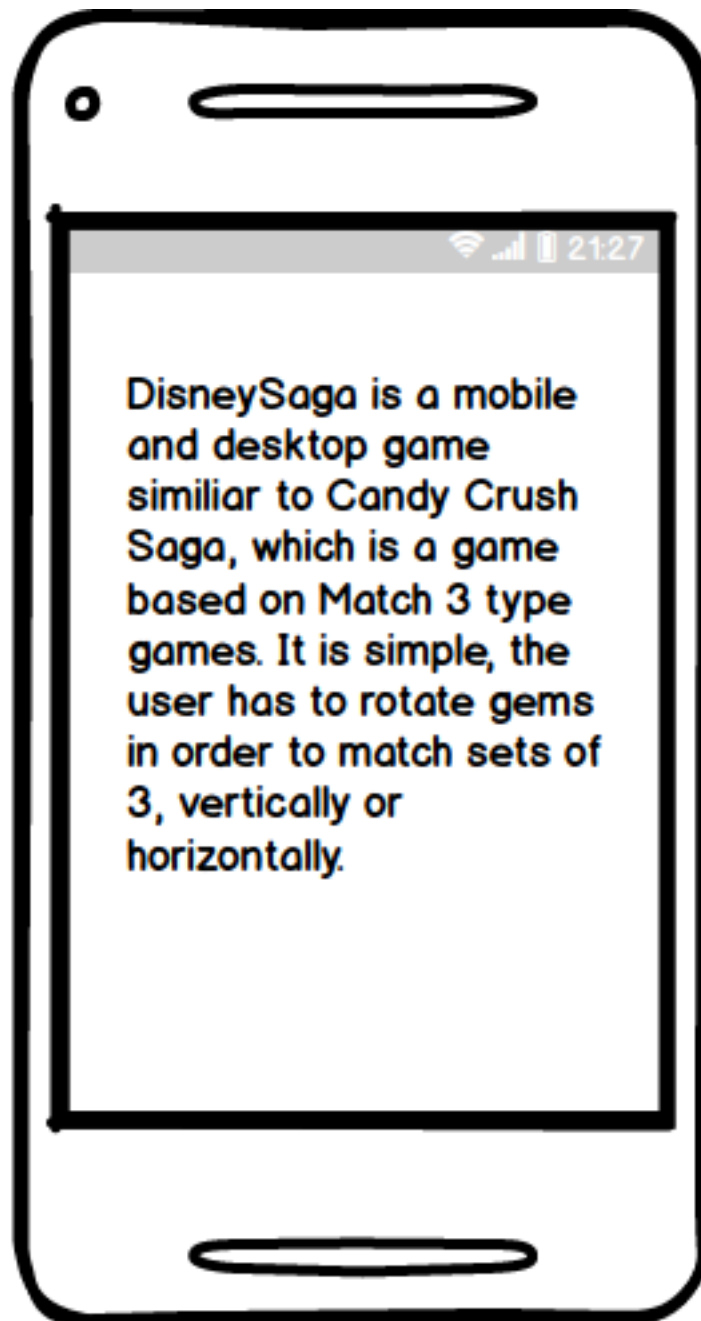 21:27
DisneySaga is a mobile
and desktop game
similiar to Candy Crush
Saga, which is a game
based on Match 3 type
games. It is simple, the
user has to rotate gems
in order to match sets of
3, vertically or
horizontally.